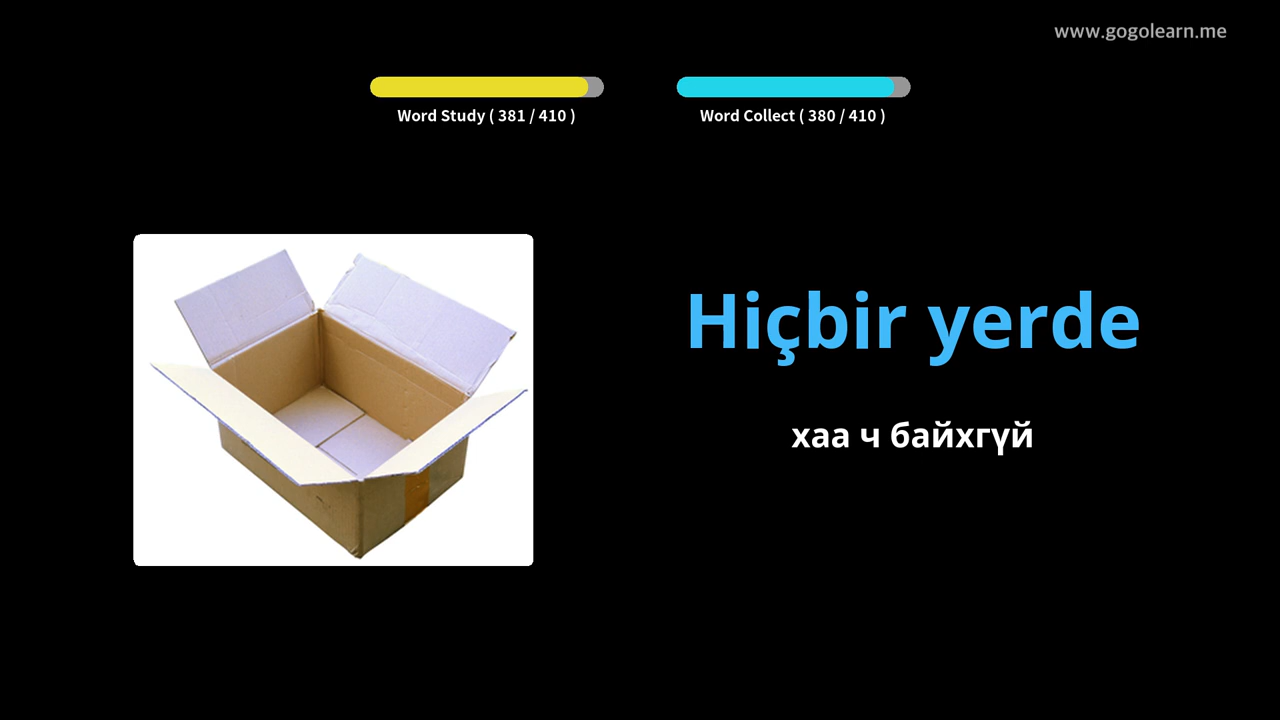 www.gogolearn.me
Word Study ( 381 / 410 )
Word Collect ( 380 / 410 )
Hiçbir yerde
хаа ч байхгүй